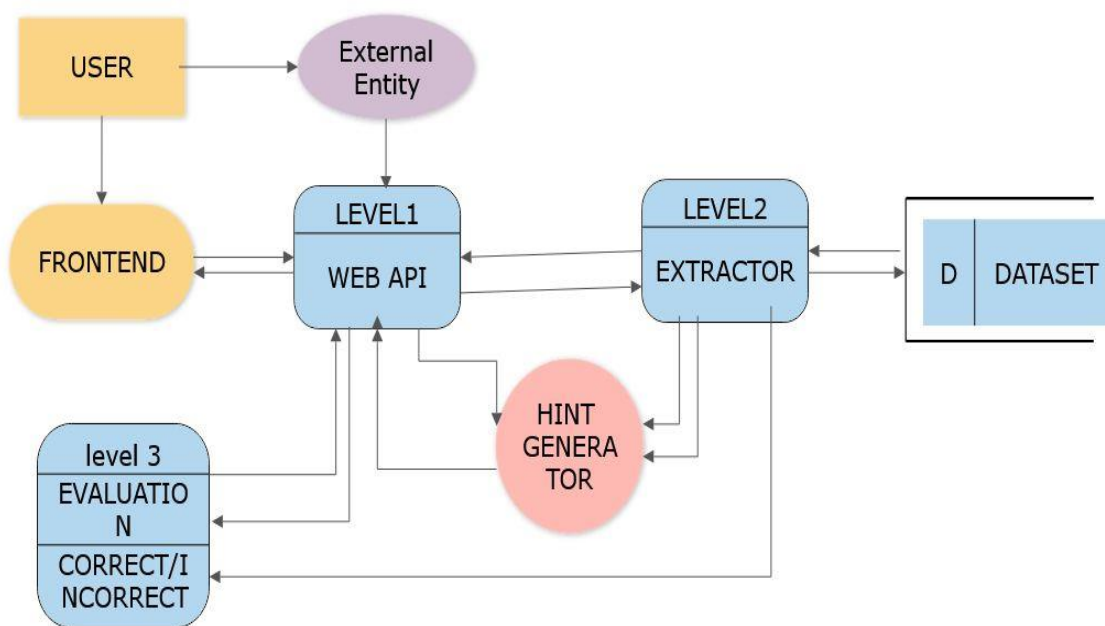 USER
External
Entity
FRONTEND
LEVEL1
WEB API
LEVEL2
EXTRACTOR
D
DATASET
HINT
GENERA
TOR
level 3
EVALUATIO
N
CORRECT/I
NCORRECT